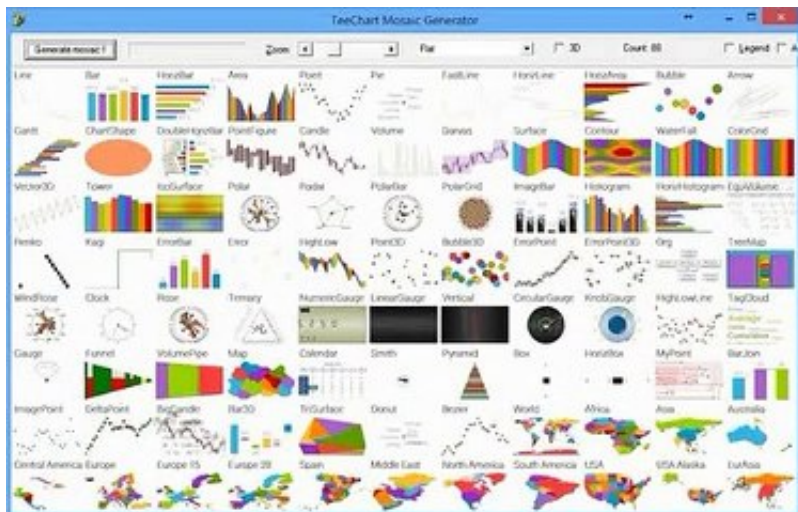 TeeChart Mosaic Generator
Generate mosaic !
Zoom:
Flat
3D
Count: 88
Legend
Line Bar HorizBar Area Point Pie FastLine HorizLine HorizArea Bubble Arrow
Gantt ChartShape DoubleHorizBar PointFigure Candle Volume Darvas Surface Contour WaterFall ColorGrid
Vector3D Tower IsoSurface Polar Radar PolarBar PolarGrid ImageBar Histogram HorizHistogram EquiVolume
Renko Kagi ErrorBar Error HighLow Point3D Bubble3D ErrorPoint ErrorPoint3D Org TreeMap
WindRose Clock Rose Ternary NumericGauge LinearGauge Vertical CircularGauge KnobGauge HighLowLine TagCloud
Gauge Funnel VolumePipe Map Calendar Smith Pyramid Box HorizBox MyPoint BarJoin
ImagePoint DeltaPoint BigCandle Bar3D TriSurface Donut Bezier World Africa Asia Australia
Central America Europe Europe 15 Europe 28 Spain Middle East North America South America USA USA Alaska EurAsia